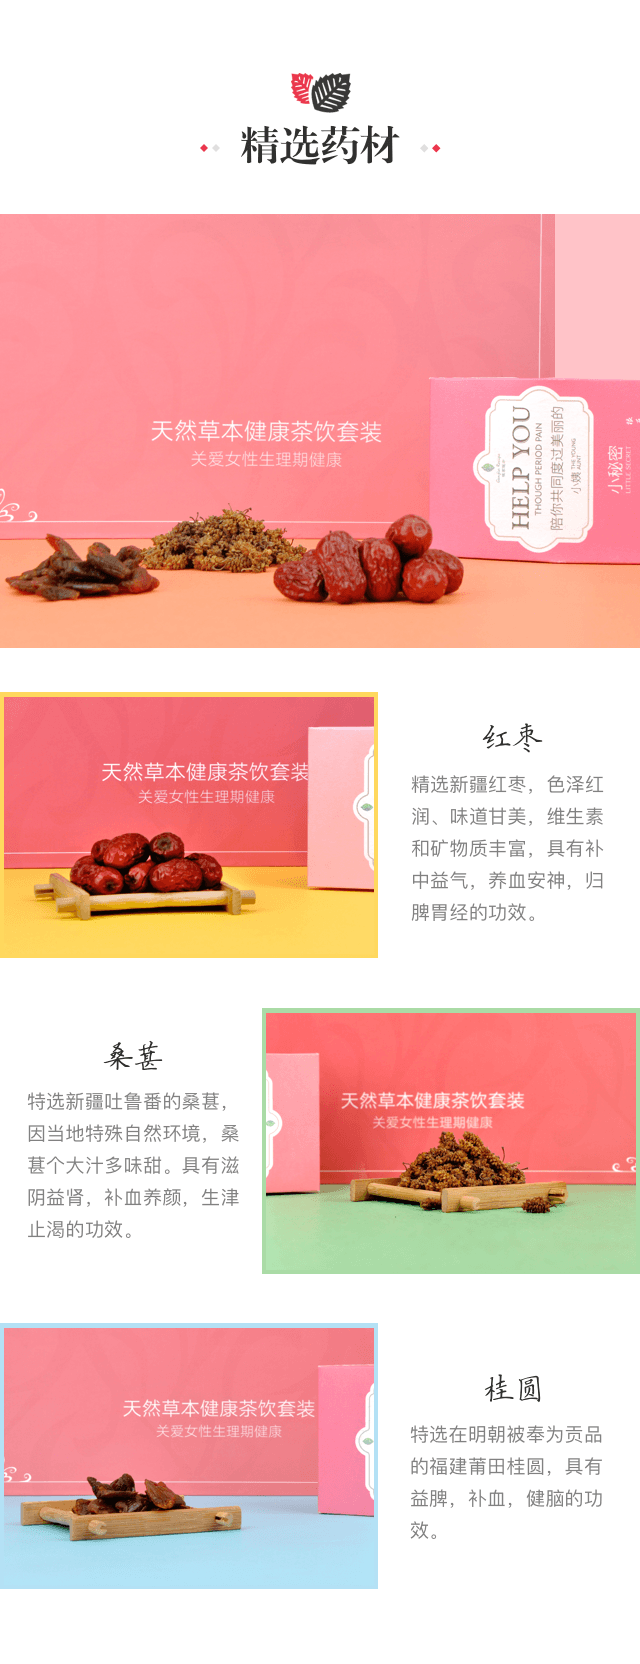 精选药材
天然草本健康茶饮套装
关爱女性生理期健康
HELP YOU
THOUGH PERIOD PAIN
陪你共同度过美丽的
小姨 THE YOUNG
AUNT
小秘密
LITTLE SECRET
天然草本健康茶饮套装
关爱女性生理期健康
红枣
精选新疆红枣，色泽红
润、味道甘美，维生素
和矿物质丰富，具有补
中益气，养血安神，归
脾胃经的功效。
桑葚
特选新疆吐鲁番的桑葚，
因当地特殊自然环境，桑
葚个大汁多味甜。具有滋
阴益肾，补血养颜，生津
止渴的功效。
天然草本健康茶饮套装
关爱女性生理期健康
天然草本健康茶饮套装
关爱女性生理期健康
桂圆
特选在明朝被奉为贡品
的福建莆田桂圆，具有
益脾，补血，健脑的功
效。